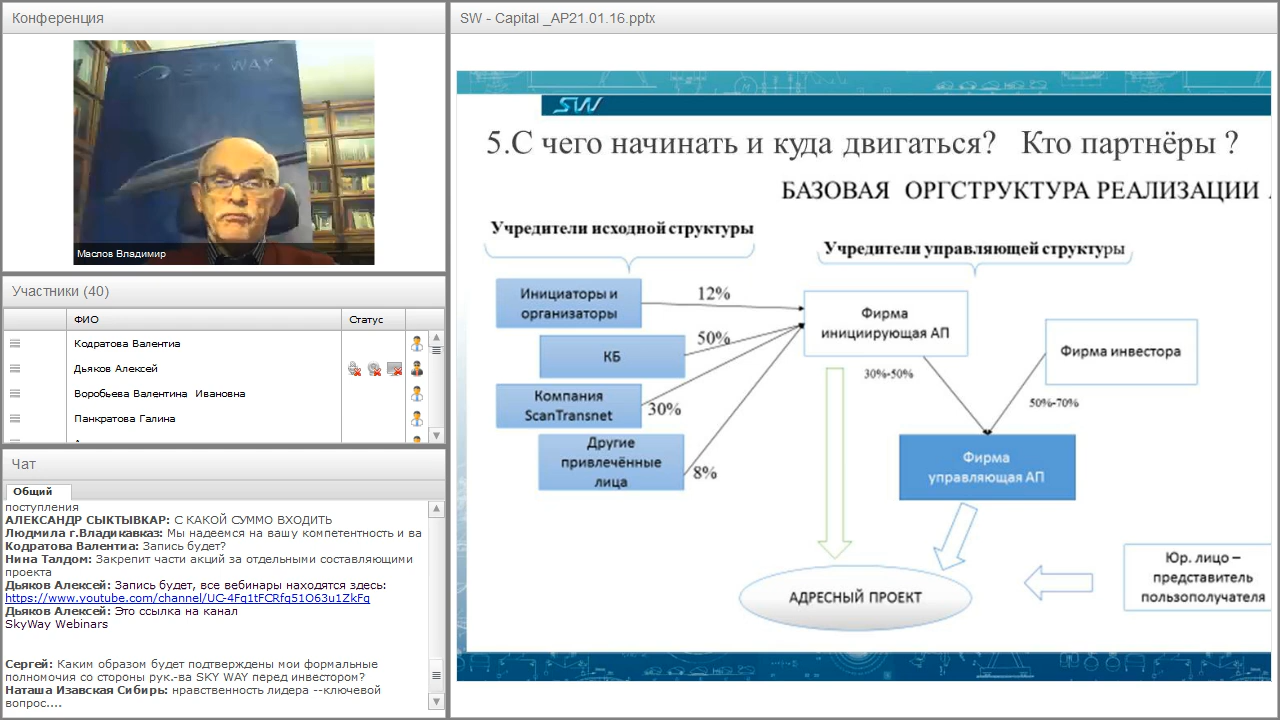 Конференция
SKY WAY
Маслов Владимир
Участники (40)
ФИО
Статус
Кодратова Валентиа
Дьяков Алексей
Воробьева Валентина Ивановна
Панкратова Галина
Чат
Общий
поступления
АЛЕКСАНДР СЫКТЫВКАР: С КАКОЙ СУММО ВХОДИТЬ
Людмила г.Владикавказ: Мы надеемся на вашу компетентность и ва
Кодратова Валентиа: Запись будет?
Нина Талдом: Закрепит части акций за отдельными составляющими
проекта
Дьяков Алексей: Запись будет, все вебинары находятся здесь:
https://www.youtube.com/channel/UC-4Fq1tFCRfq51O63u1ZkFg
Дьяков Алексей: Это ссылка на канал
SkyWay Webinars
Сергей: Каким образом будет подтверждены мои формальные
полномочия со стороны рук-ва SKY WAY перед инвестором?
Наташа Изавская Сибирь: нравственность лидера --ключевой
вопрос....
SW - Capital _AP21.01.16.pptx
SW
5.С чего начинать и куда двигаться? Кто партнёры ?
БАЗОВАЯ ОРГСТРУКТУРА РЕАЛИЗАЦИИ
Учредители исходной структуры
Учредители управляющей структуры
Инициаторы и
организаторы
12%
КБ
50%
Компания
ScanTransnet
30%
Другие
привлечённые
лица
8%
Фирма
инициирующая АП
30%-50%
Фирма инвестора
50%-70%
Фирма
управляющая АП
АДРЕСНЫЙ ПРОЕКТ
Юр. лицо –
представитель
пользополучателя